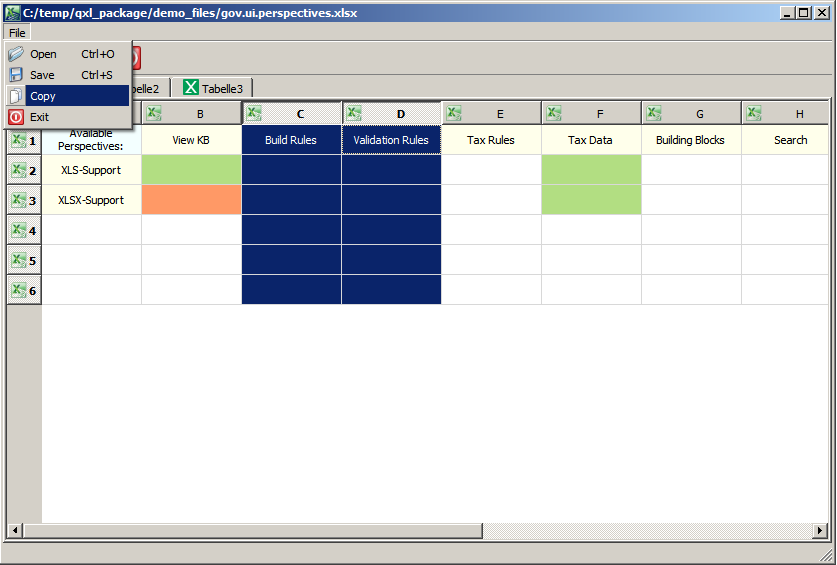 C:/temp/qxl_package/demo_files/gov.ui.perspectives.xlsx
File
Open Ctrl+O
Save Ctrl+S
Copy
Exit
belle2
Tabelle3
B C D E F G H
1 Available Perspectives: View KB Build Rules Validation Rules Tax Rules Tax Data Building Blocks Search
2 XLS-Support
3 XLSX-Support
4
5
6